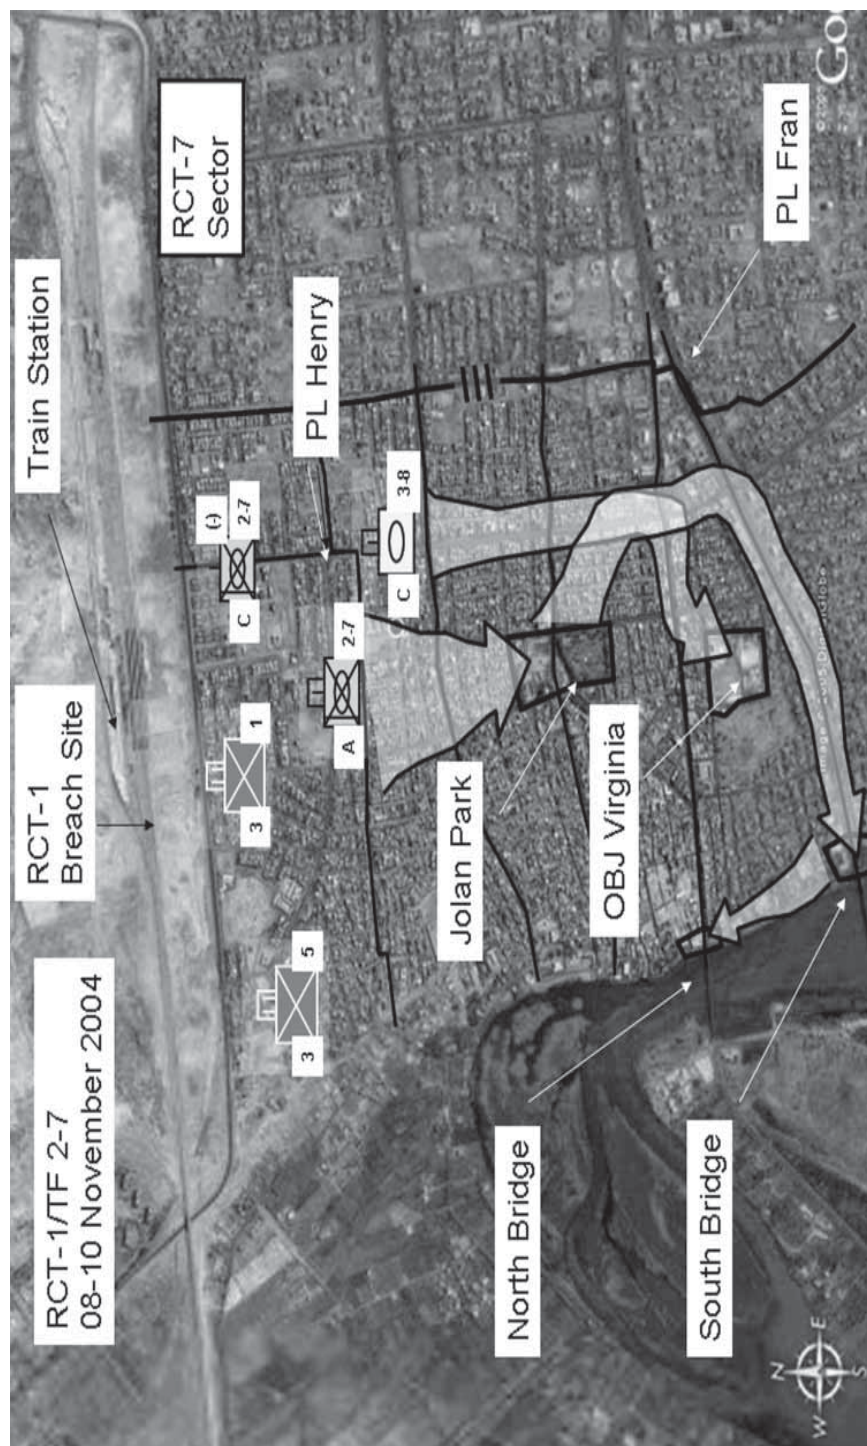 RCT-1/TF 2-7
08–10 November 2004
RCT-1
Breach Site
Train Station
RCT-7
Sector
(-)
C 2-7
3 1
3 5
A 2-7
PL Henry
C 3-8
Jolan Park
North Bridge
OBJ Virginia
South Bridge
PL Fran
Goo
N
W E
S